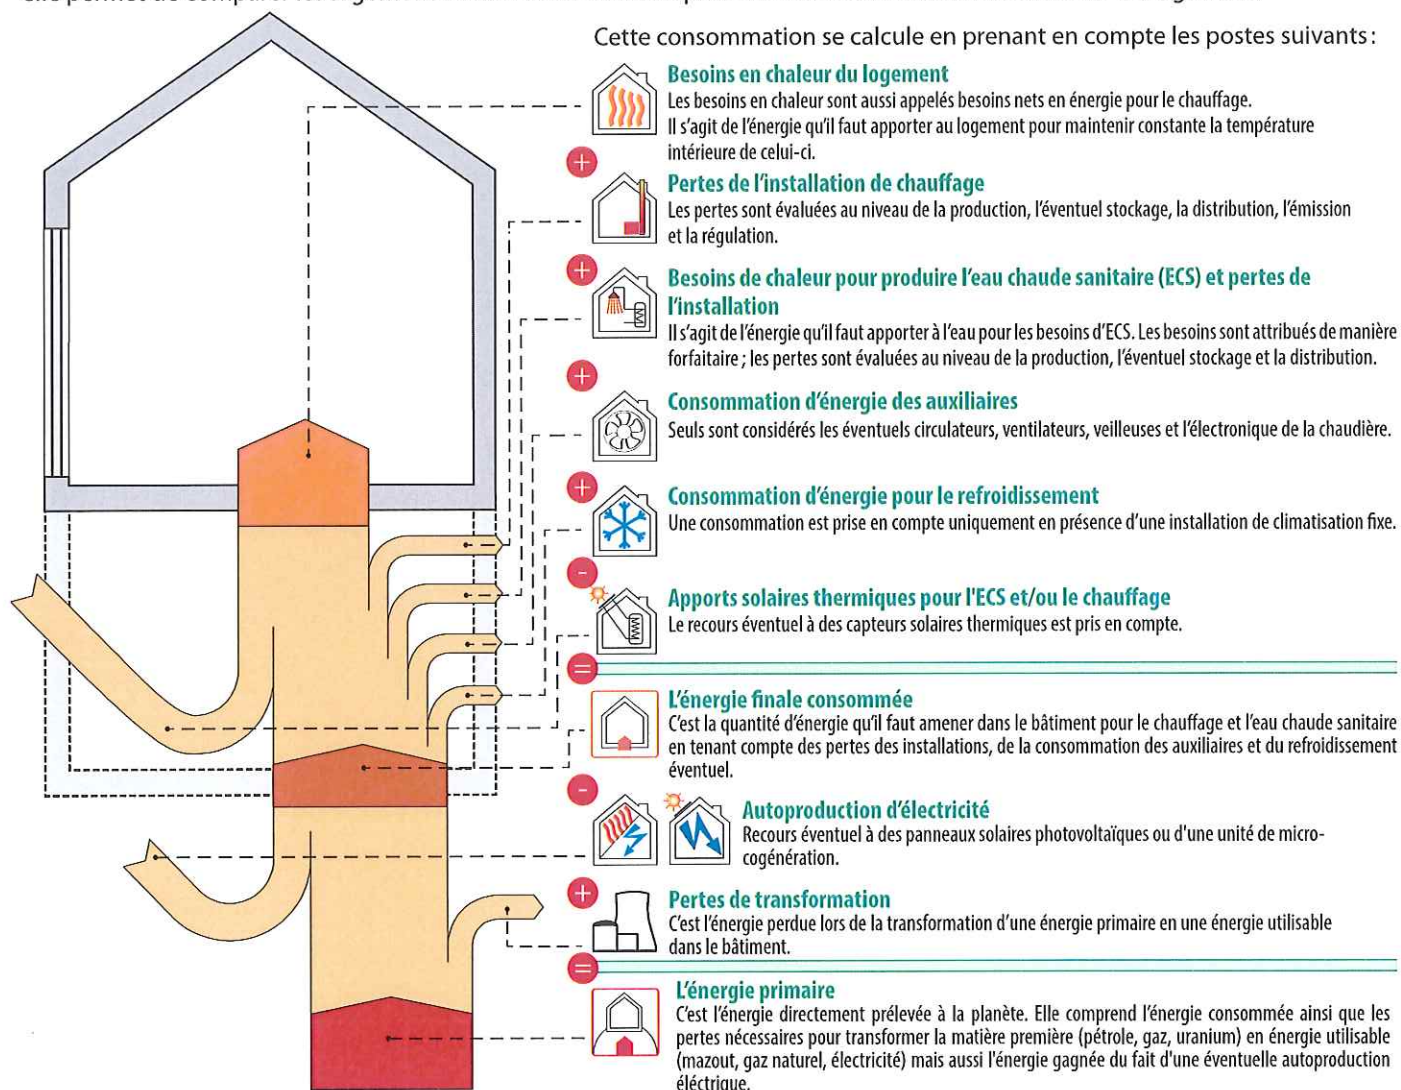 Cette consommation se calcule en prenant en compte les postes suivants :
Besoins en chaleur du logement
Les besoins en chaleur sont aussi appelés besoins nets en énergie pour le chauffage.
Il s'agit de l'énergie qu'il faut apporter au logement pour maintenir constante la température
intérieure de celui-ci.
+
Pertes de l'installation de chauffage
Les pertes sont évaluées au niveau de la production, l'éventuel stockage, la distribution, l'émission
et la régulation.
+
Besoins de chaleur pour produire l'eau chaude sanitaire (ECS) et pertes de
l'installation
Il s'agit de l'énergie qu'il faut apporter à l'eau pour les besoins d'ECS. Les besoins sont attribués de manière
forfaitaire ; les pertes sont évaluées au niveau de la production, l'éventuel stockage et la distribution.
+
Consommation d'énergie des auxiliaires
Seuls sont considérés les éventuels circulateurs, ventilateurs, veilleuses et l'électronique de la chaudière.
+
Consommation d'énergie pour le refroidissement
Une consommation est prise en compte uniquement en présence d'une installation de climatisation fixe.
-
Apports solaires thermiques pour l'ECS et/ou le chauffage
Le recours éventuel à des capteurs solaires thermiques est pris en compte.
=
L'énergie finale consommée
C'est la quantité d'énergie qu'il faut amener dans le bâtiment pour le chauffage et l'eau chaude sanitaire
en tenant compte des pertes des installations, de la consommation des auxiliaires et du refroidissement
éventuel.
-
Autoproduction d'électricité
Recours éventuel à des panneaux solaires photovoltaïques ou d'une unité de micro-
cogénération.
+
Pertes de transformation
C'est l'énergie perdue lors de la transformation d'une énergie primaire en une énergie utilisable
dans le bâtiment.
=
L'énergie primaire
C'est l'énergie directement prélevée à la planète. Elle comprend l'énergie consommée ainsi que les
pertes nécessaires pour transformer la matière première (pétrole, gaz, uranium) en énergie utilisable
(mazout, gaz naturel, électricité) mais aussi l'énergie gagnée du fait d'une éventuelle autoproduction
éléctrique.